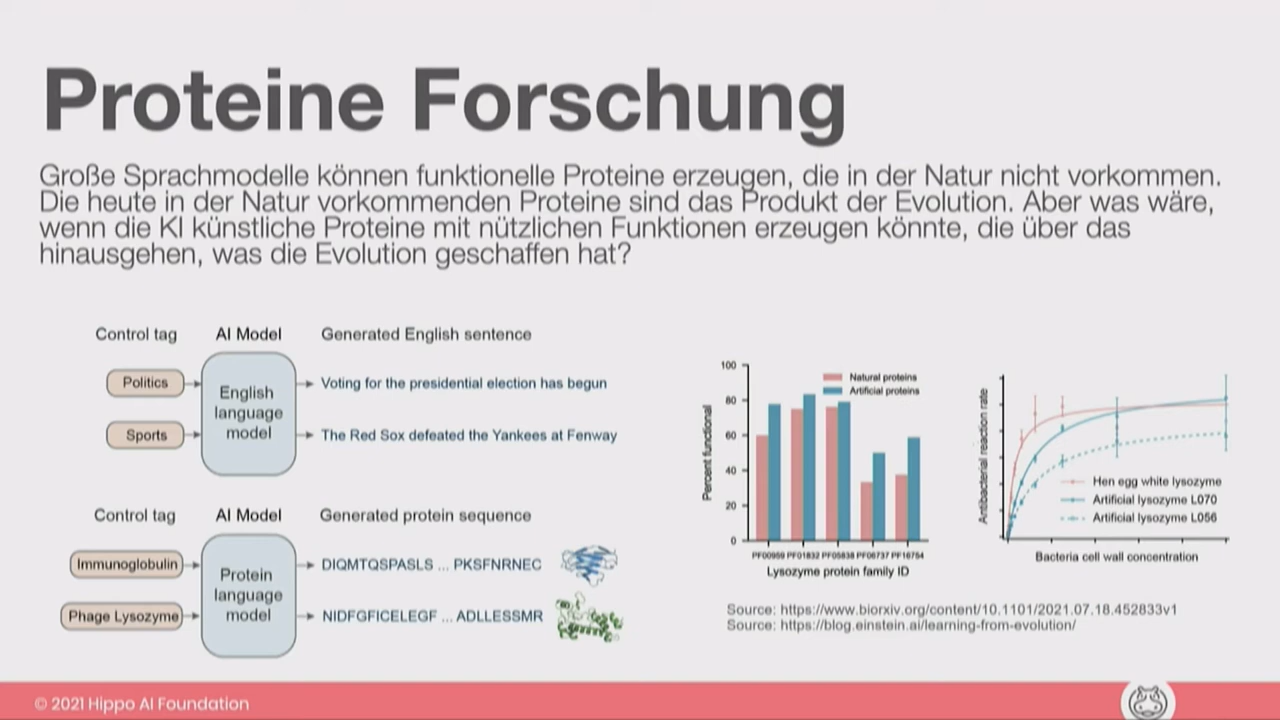 Proteine Forschung
Große Sprachmodelle können funktionelle Proteine erzeugen, die in der Natur nicht vorkommen.
Die heute in der Natur vorkommenden Proteine sind das Produkt der Evolution. Aber was wäre,
wenn die KI künstliche Proteine mit nützlichen Funktionen erzeugen könnte, die über das
hinausgehen, was die Evolution geschaffen hat?
Control tag AI Model Generated English sentence
Politics
English
language
model
Voting for the presidential election has begun
Sports
The Red Sox defeated the Yankees at Fenway
Control tag AI Model Generated protein sequence
Immunoglobulin
Protein
language
model
DIQMTQSPASLS ... PKSFNRNEC
Phage Lysozyme
NIDFGFICELEGF ... ADLLESSMR
Percent functional
100
80
60
40
20
0
Natural proteins
Artificial proteins
PF00959 PF01832 PF05838 PF06737 PF16754
Lysozyme protein family ID
Antibacterial reaction rate
Hen egg white lysozyme
Artificial lysozyme L070
Artificial lysozyme L056
Bacteria cell wall concentration
Source: https://www.biorxiv.org/content/10.1101/2021.07.18.452833v1
Source: https://blog.einstein.ai/learning-from-evolution/
© 2021 Hippo AI Foundation